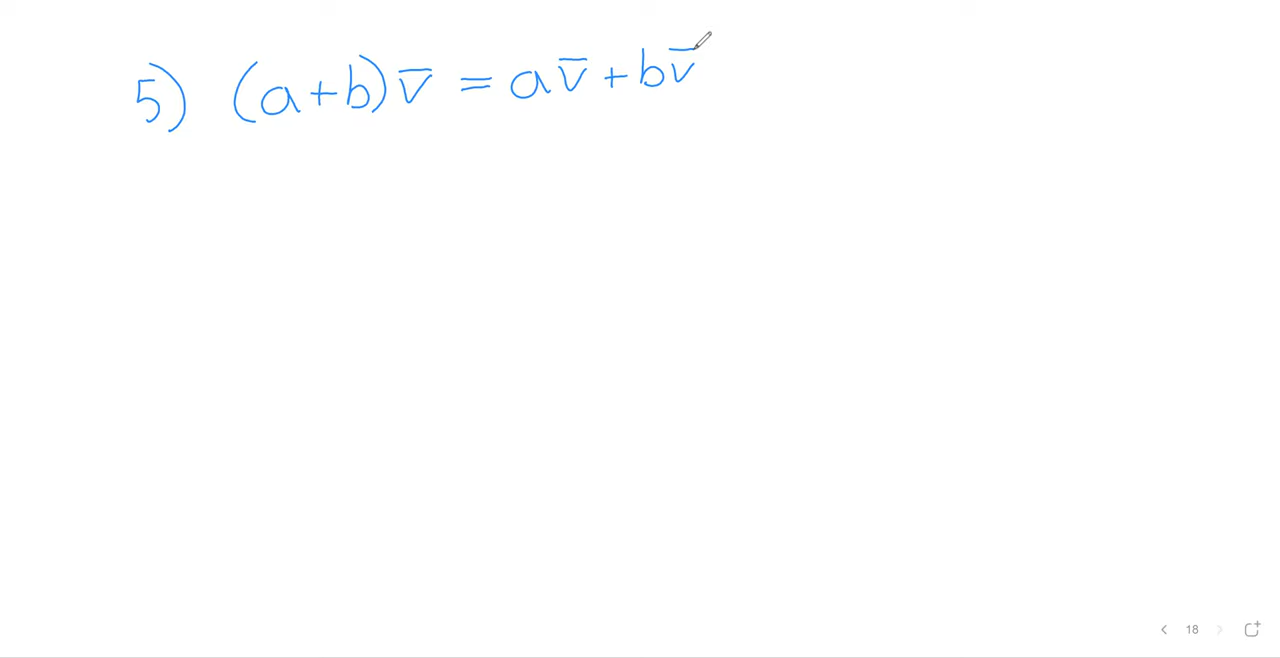 5) (a+b)v̅ = av̅ + bv̅
18